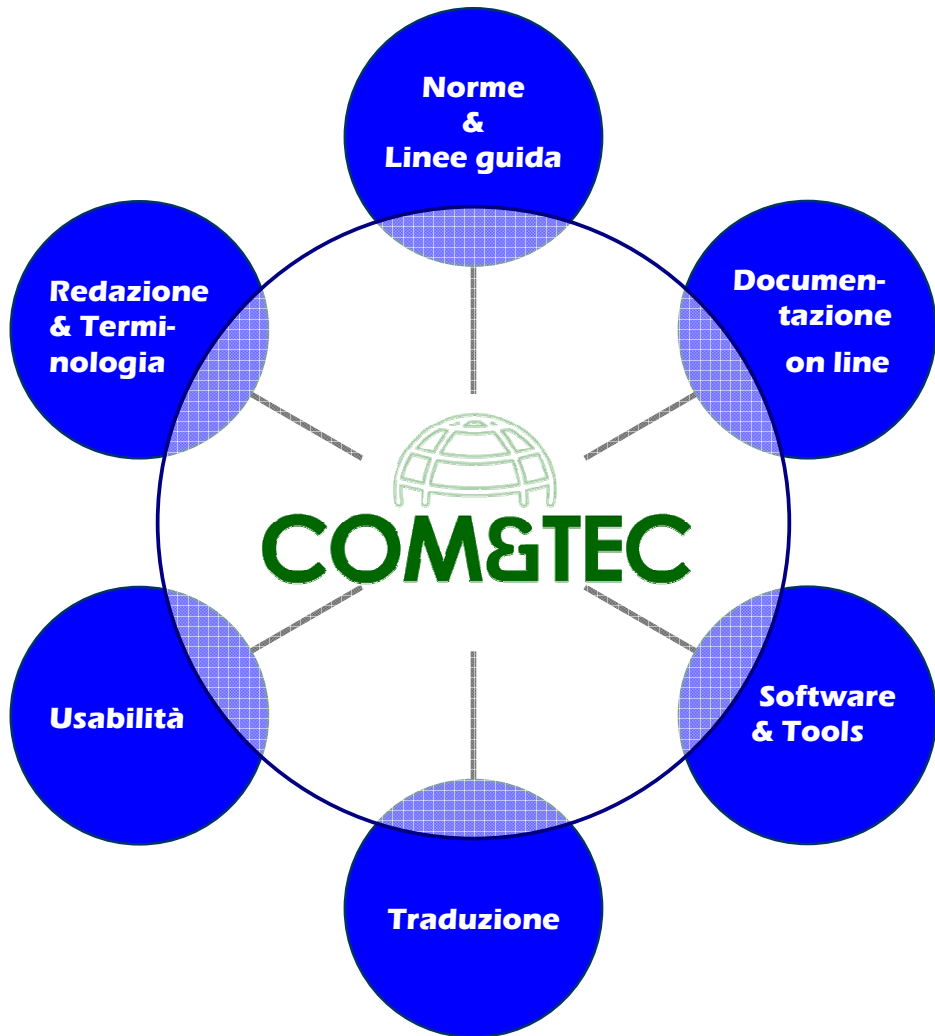 Norme
&
Linee guida
Redazione
& Termi-
nologia
Documen-
tazione
on line
COM&TEC
Usabilità
Software
& Tools
Traduzione